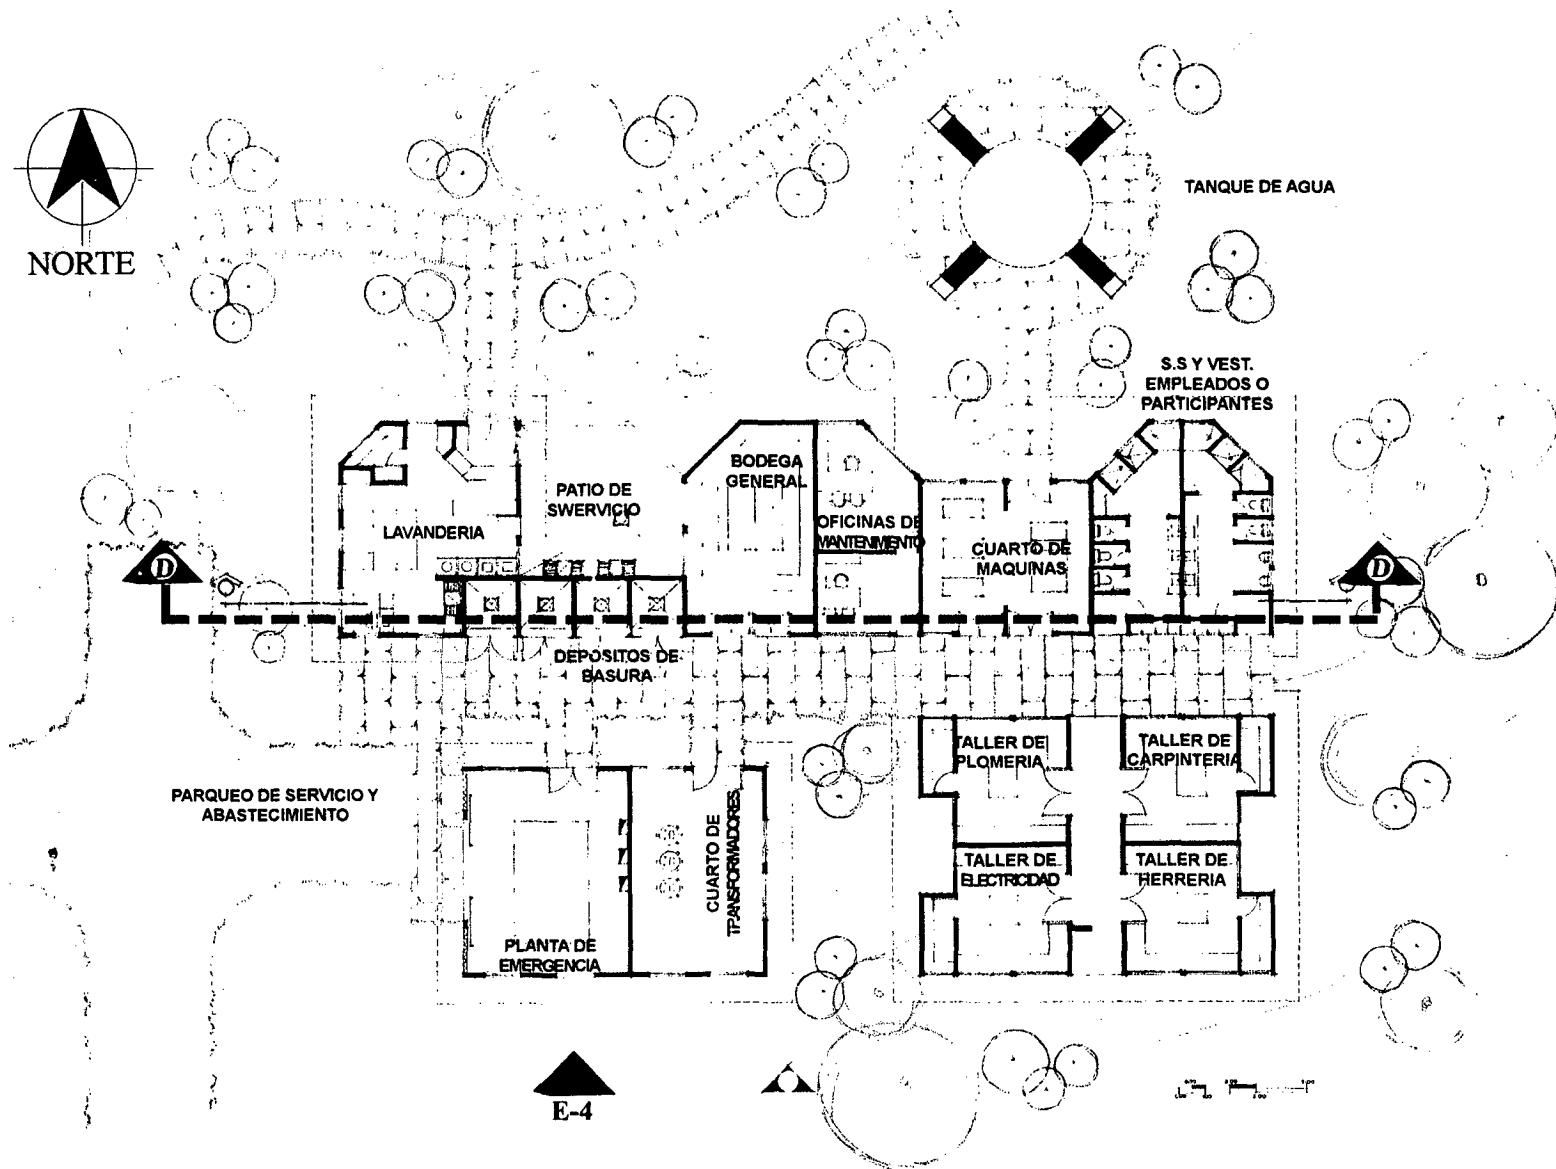 TANQUE DE AGUA
NORTE
S.S Y VEST.
EMPLEADOS O
PARTICIPANTES
BODEGA
GENERAL
PATIO DE
SWERVICIO
LAVANDERIA
OFICINAS DE
MANTENIMIENTO
CUARTO DE
MAQUINAS
D
D
DEPOSITOS DE
BASURA
TALLER DE
PLOMERIA
TALLER DE
CARPINTERIA
PARQUEO DE SERVICIO Y
ABASTECIMIENTO
CUARTO DE
TRANSFORMADORES
TALLER DE
ELECTRICIDAD
TALLER DE
HERRERIA
PLANTA DE
EMERGENCIA
E-4